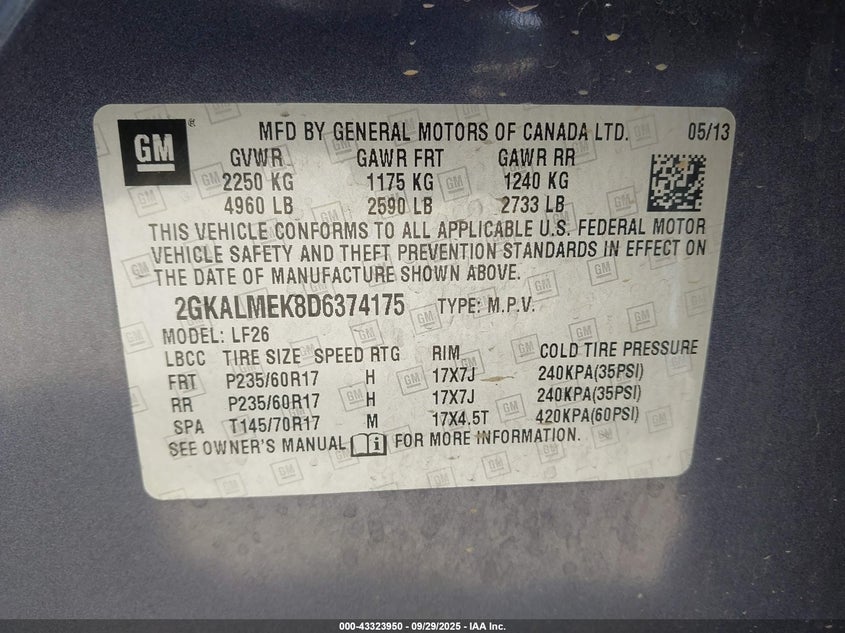 GM ® MFD BY GENERAL MOTORS OF CANADA LTD. 05/13
GVWR GAWR FRT GAWR RR
2250 KG 1175 KG 1240 KG
4960 LB 2590 LB 2733 LB
THIS VEHICLE CONFORMS TO ALL APPLICABLE U.S. FEDERAL MOTOR
VEHICLE SAFETY AND THEFT PREVENTION STANDARDS IN EFFECT ON
THE DATE OF MANUFACTURE SHOWN ABOVE.
2GKALMEK8D6374175 TYPE: M.P.V.
MODEL: LF26
LBCC TIRE SIZE SPEED RTG RIM COLD TIRE PRESSURE
FRT P235/60R17 H 17X7J 240KPA(35PSI)
RR P235/60R17 H 17X7J 240KPA(35PSI)
SPA T145/70R17 M 17X4.5T 420KPA(60PSI)
SEE OWNER'S MANUAL i FOR MORE INFORMATION.
000-43323950 - 09/29/2025 - IAA Inc.